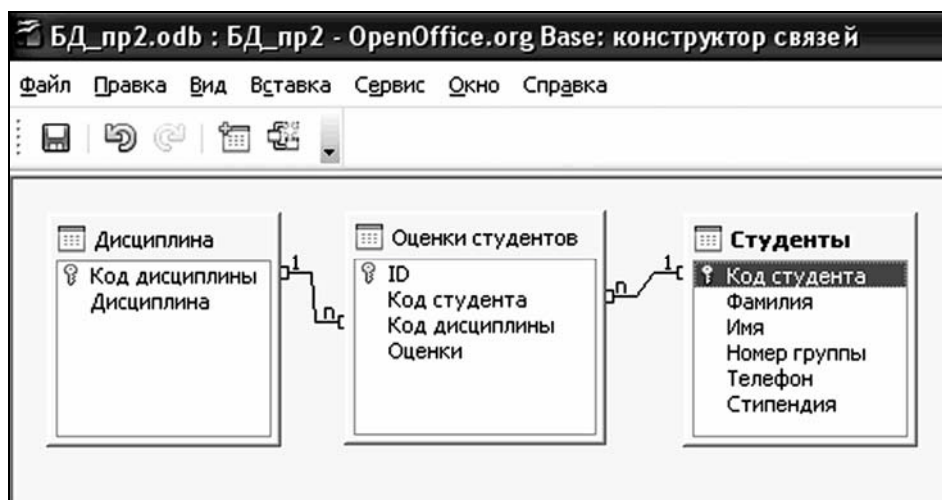 БД_пр2.odb : БД_пр2 - OpenOffice.org Base: конструктор связей
Файл Правка Вид Вставка Сервис Окно Справка
Дисциплина
Код дисциплины
Дисциплина
1
n
Оценки студентов
ID
Код студента
Код дисциплины
Оценки
n
1
Студенты
Код студента
Фамилия
Имя
Номер группы
Телефон
Стипендия